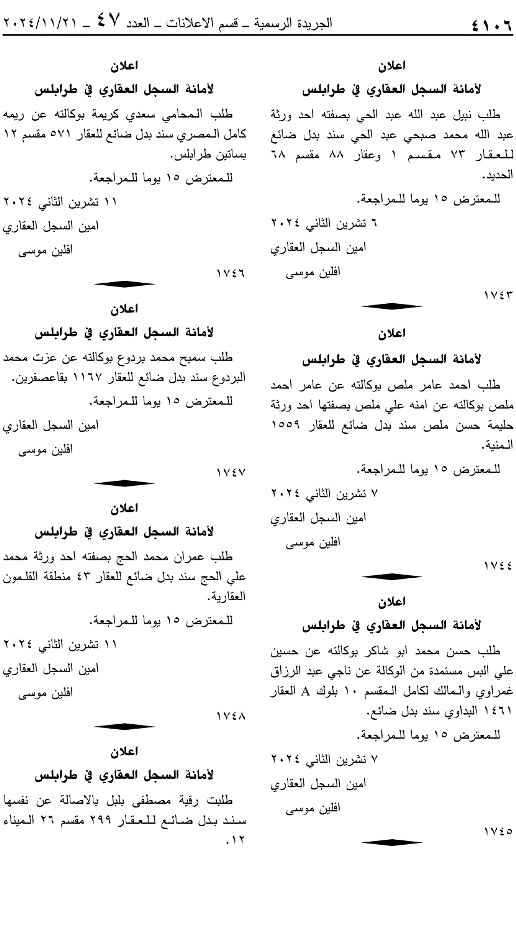 ٤١٠٦
الجريدة الرسمية – قسم الاعلانات – العدد ٤٧ – ٢٠٢٤/١١/٢١
اعلان
لأمانة السجل العقاري في طرابلس
طلب نبيل عبد الله عبد الحي بصفته احد ورثة
عبد الله محمد صبحي عبد الحي سند بدل ضائع
للعقار ٧٣ مقسم ١ وعقار ٨٨ مقسم ٦٨
الحديد.
للمعترض ١٥ يوما للمراجعة.
٦ تشرين الثاني ٢٠٢٤
امين السجل العقاري
افلين موسى
١٧٤٣
اعلان
لأمانة السجل العقاري في طرابلس
طلب احمد عامر ملص بوكالته عن عامر احمد
ملص بوكالته عن امنه علي ملص بصفتها احد ورثة
حليمة حسن ملص سند بدل ضائع للعقار ١٥٥٩
المنية.
للمعترض ١٥ يوما للمراجعة.
٧ تشرين الثاني ٢٠٢٤
امين السجل العقاري
افلين موسى
١٧٤٤
اعلان
لأمانة السجل العقاري في طرابلس
طلب حسن محمد ابو شاكر بوكالته عن حسين
علي البس مستمدة من الوكالة عن ناجي عبد الرزاق
غمراوي والمالك لكامل المقسم ١٠ بلوك A العقار
١٤٦١ البداوي سند بدل ضائع.
للمعترض ١٥ يوما للمراجعة.
٧ تشرين الثاني ٢٠٢٤
امين السجل العقاري
افلين موسى
١٧٤٥
اعلان
لأمانة السجل العقاري في طرابلس
طلب المحامي سعدي كريمة بوكالته عن ريمه
كامل المصري سند بدل ضائع للعقار ٥٧١ مقسم ١٢
بساتين طرابلس.
للمعترض ١٥ يوما للمراجعة.
١١ تشرين الثاني ٢٠٢٤
امين السجل العقاري
افلين موسى
١٧٤٦
اعلان
لأمانة السجل العقاري في طرابلس
طلب سميح محمد بردوع بوكالته عن عزت محمد
البردوع سند بدل ضائع للعقار ١١٦٧ بقاعصفرين.
للمعترض ١٥ يوما للمراجعة.
امين السجل العقاري
افلين موسى
١٧٤٧
اعلان
لأمانة السجل العقاري في طرابلس
طلب عمران محمد الحج بصفته احد ورثة محمد
علي الحج سند بدل ضائع للعقار ٤٣ منطقة القلمون
العقارية.
للمعترض ١٥ يوما للمراجعة.
١١ تشرين الثاني ٢٠٢٤
امين السجل العقاري
افلين موسى
١٧٤٨
اعلان
لأمانة السجل العقاري في طرابلس
طلبت رقية مصطفى بلبل بالاصالة عن نفسها
سند بدل ضائع للعقار ٢٩٩ مقسم ٢٦ الميناء
١٢.